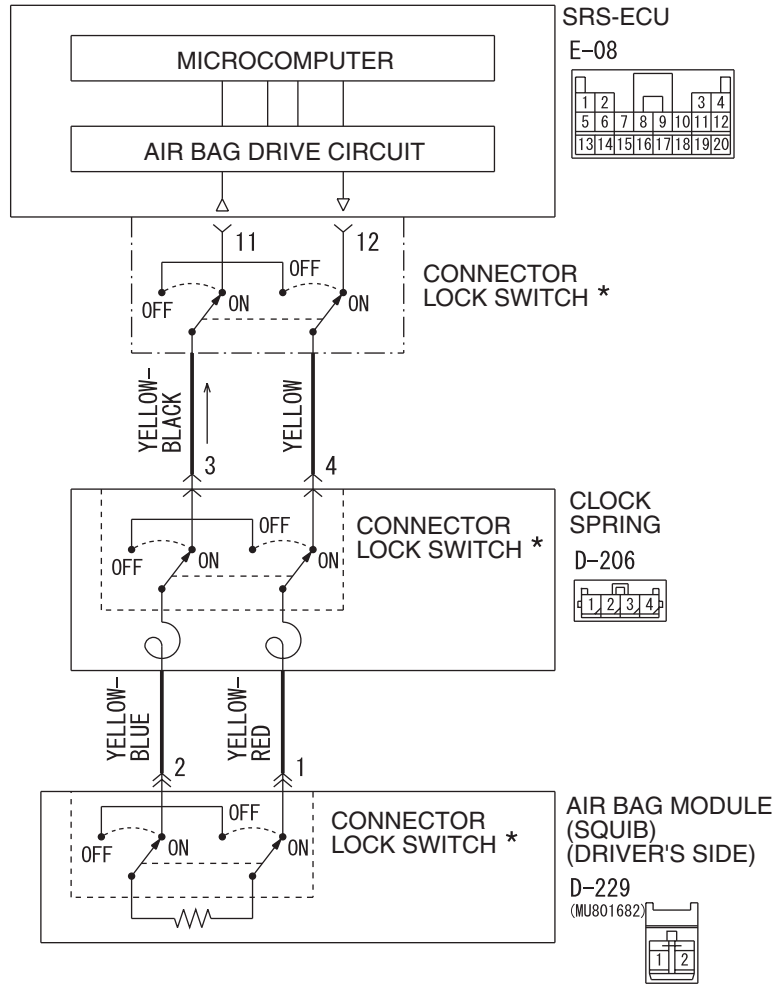 SRS-ECU
E-08
MICROCOMPUTER
1 2 3 4
5 6 7 8 9 10 11 12
13 14 15 16 17 18 19 20
AIR BAG DRIVE CIRCUIT
11 12
OFF
OFF ON ON
CONNECTOR
LOCK SWITCH *
YELLOW-
BLACK
YELLOW
3 4
CLOCK
SPRING
D-206
1 2 3 4
OFF
OFF ON ON
CONNECTOR
LOCK SWITCH *
YELLOW-
BLUE
YELLOW-
RED
2 1
AIR BAG MODULE
(SQUIB)
(DRIVER'S SIDE)
D-229
(MU801682)
1 2
OFF
OFF ON ON
CONNECTOR
LOCK SWITCH *